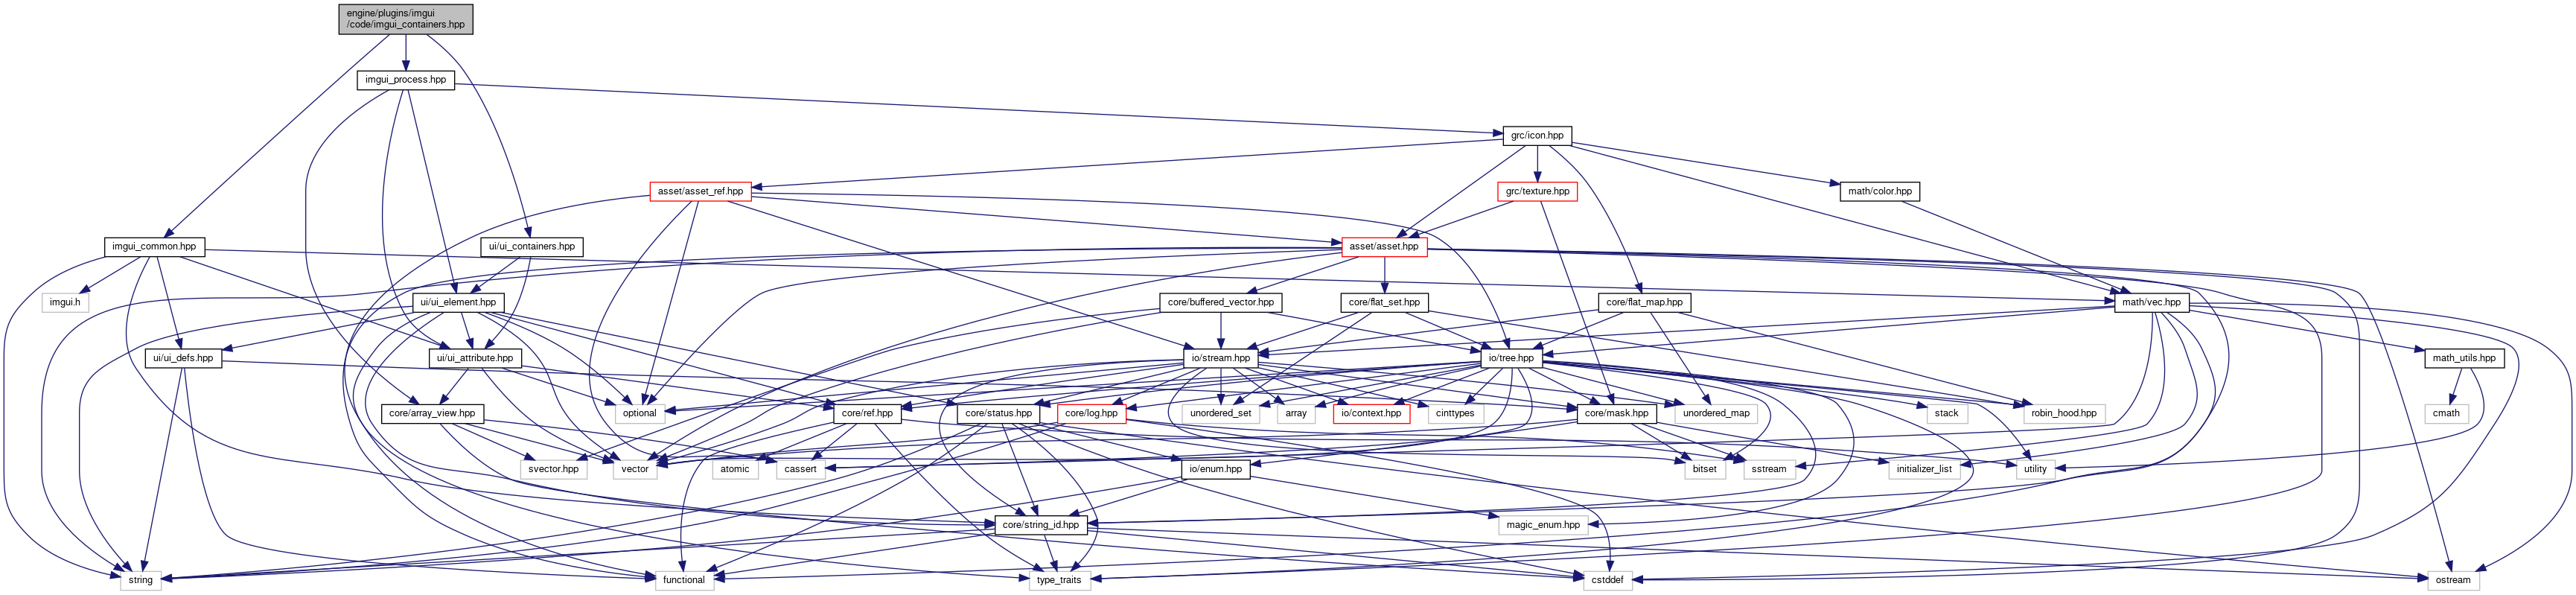 engine/plugins/imgui
/code/imgui_containers.hpp
imgui_process.hpp
grc/icon.hpp
asset/asset_ref.hpp
grc/texture.hpp
math/color.hpp
imgui_common.hpp
ui/ui_containers.hpp
asset/asset.hpp
imgui.h
ui/ui_element.hpp
core/buffered_vector.hpp
core/flat_set.hpp
core/flat_map.hpp
math/vec.hpp
ui/ui_defs.hpp
ui/ui_attribute.hpp
io/stream.hpp
io/tree.hpp
math_utils.hpp
core/array_view.hpp
optional
core/ref.hpp
core/status.hpp
core/log.hpp
unordered_set
array
io/context.hpp
cinttypes
core/mask.hpp
unordered_map
stack
robin_hood.hpp
cmath
svector.hpp
vector
atomic
cassert
io/enum.hpp
bitset
sstream
initializer_list
utility
core/string_id.hpp
magic_enum.hpp
string
functional
type_traits
cstddef
ostream